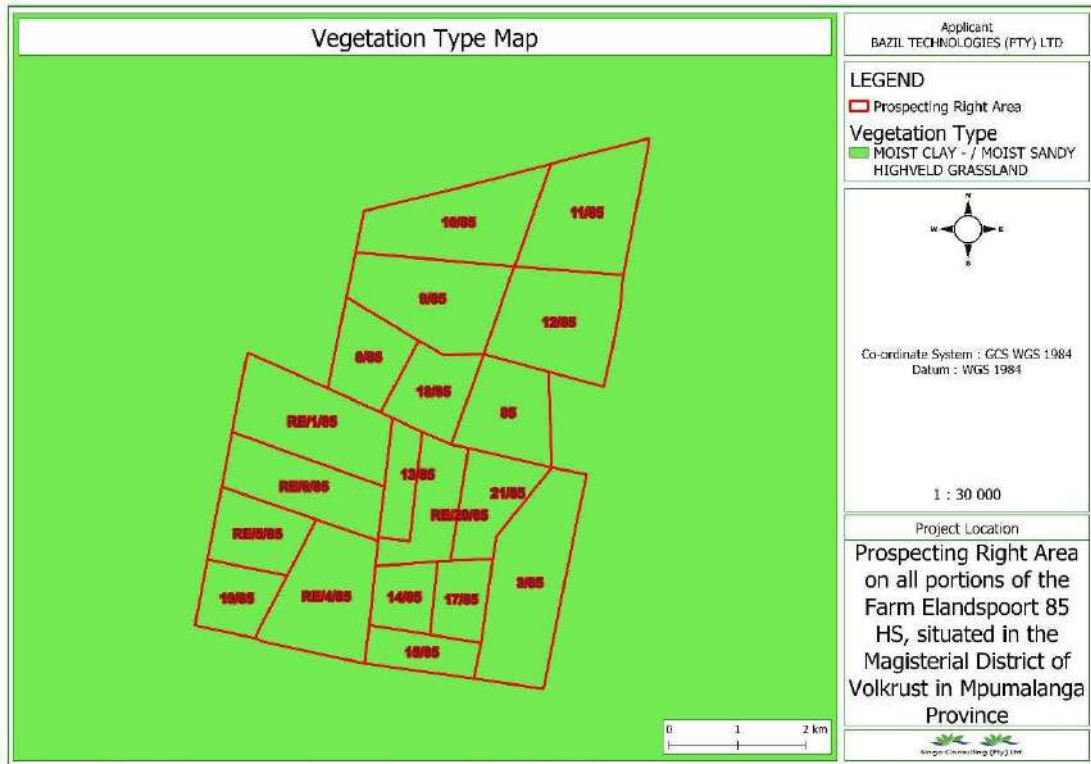 Vegetation Type Map
10/85
11/85
9/85
12/85
8/85
18/85
85
RE/1/85
13/85
RE/6/85
21/85
RE/20/85
RE/5/85
3/85
19/85
RE/4/85
14/85
17/85
15/85
0 1 2 km
Applicant
BAZIL TECHNOLOGIES (PTY) LTD
LEGEND
Prospecting Right Area
Vegetation Type
MOIST CLAY - / MOIST SANDY
HIGHVELD GRASSLAND
N
W E
S
Co-ordinate System : GCS WGS 1984
Datum : WGS 1984
1 : 30 000
Project Location
Prospecting Right Area
on all portions of the
Farm Elandspoort 85
HS, situated in the
Magisterial District of
Volkrust in Mpumalanga
Province
Singo Consulting (Pty) Ltd